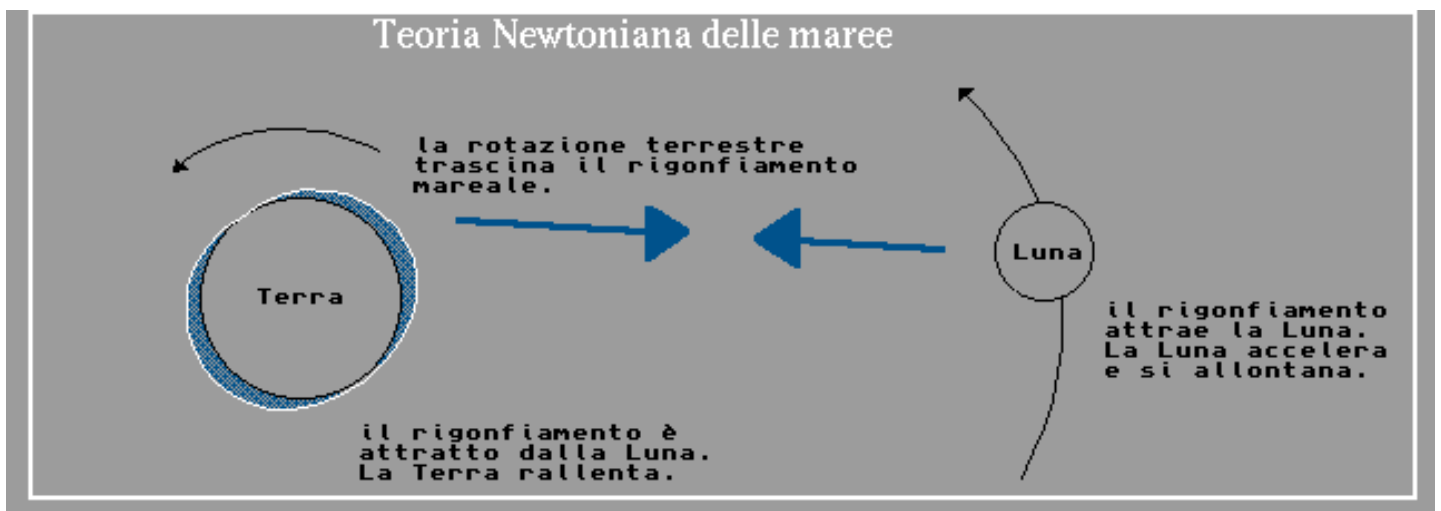 Teoria Newtoniana delle maree
la rotazione terrestre
trascina il rigonfiamento
mareale.
Terra
Luna
il rigonfiamento
attrae la Luna.
La Luna accelera
e si allontana.
il rigonfiamento è
attratto dalla Luna.
La Terra rallenta.